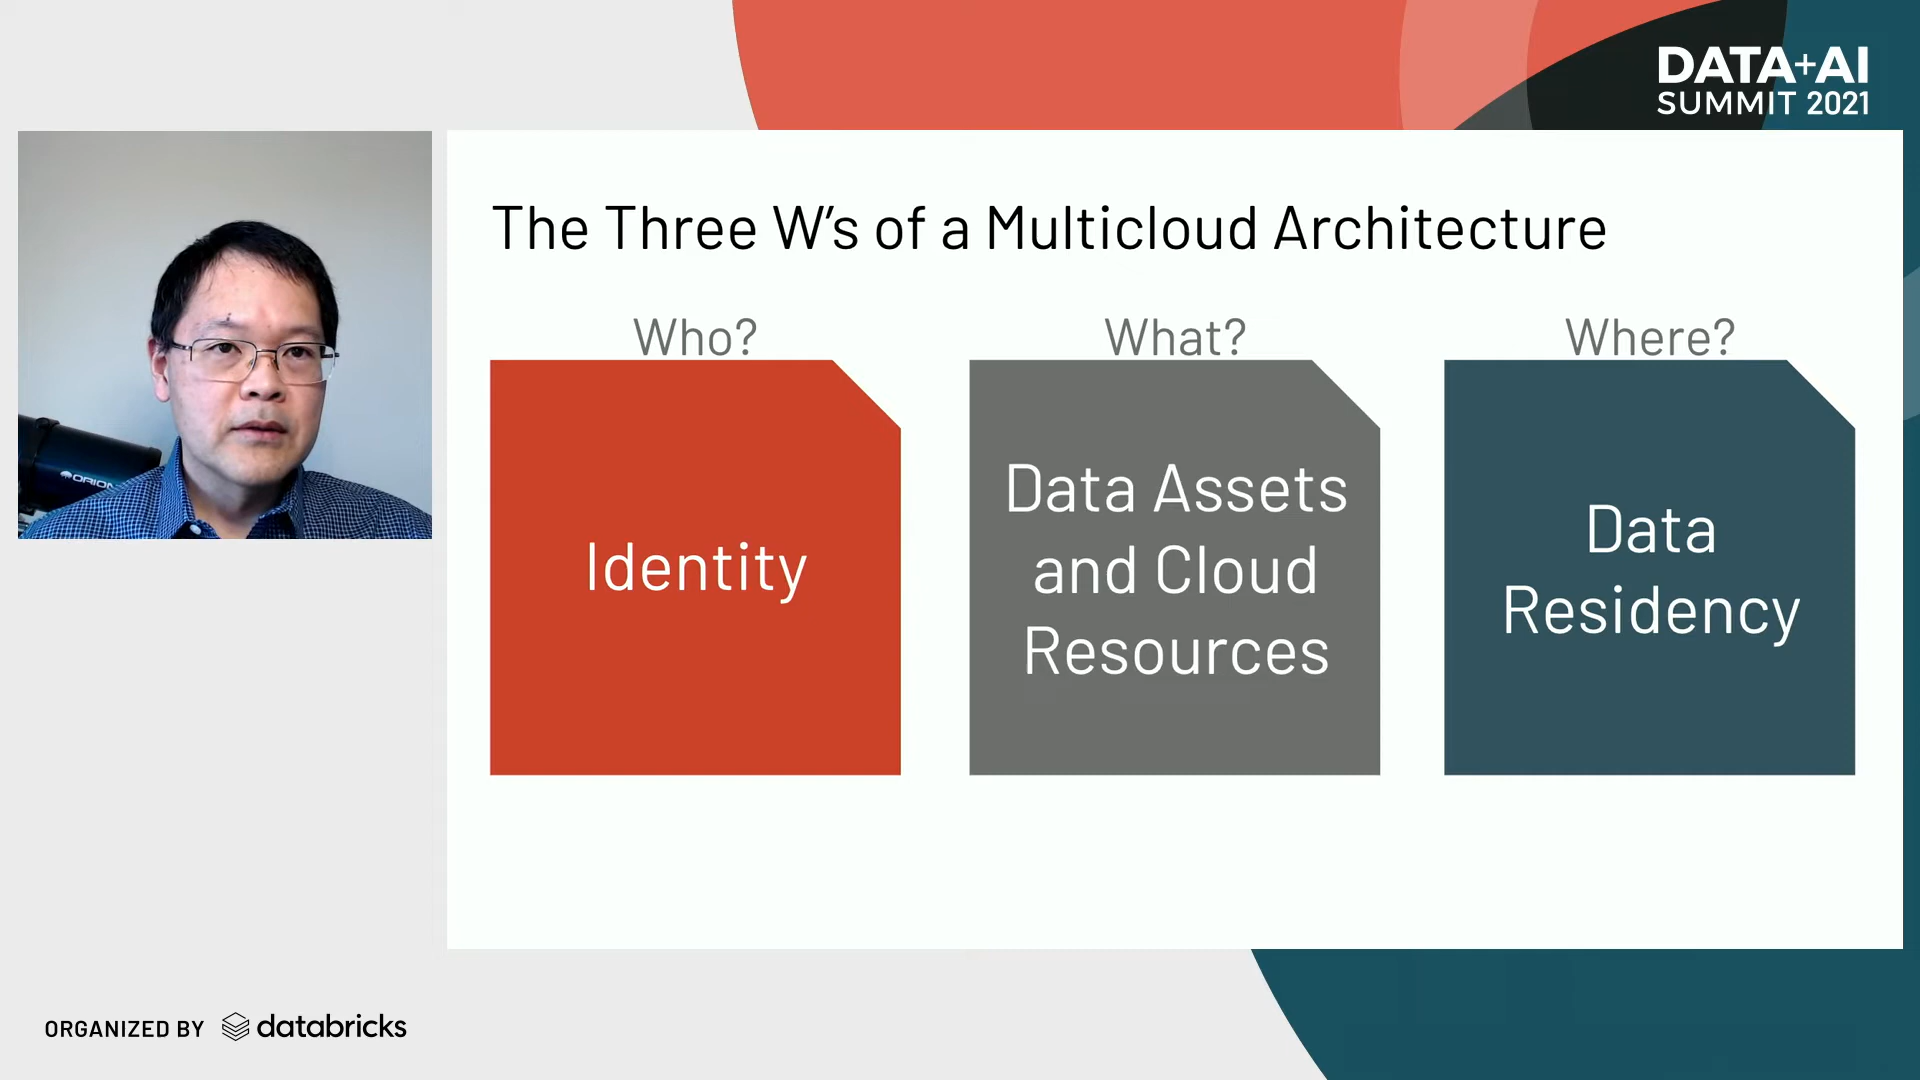 DATA+AI
SUMMIT 2021
The Three W’s of a Multicloud Architecture
Who?
Identity
What?
Data Assets
and Cloud
Resources
Where?
Data
Residency
ORION
ORGANIZED BY databricks